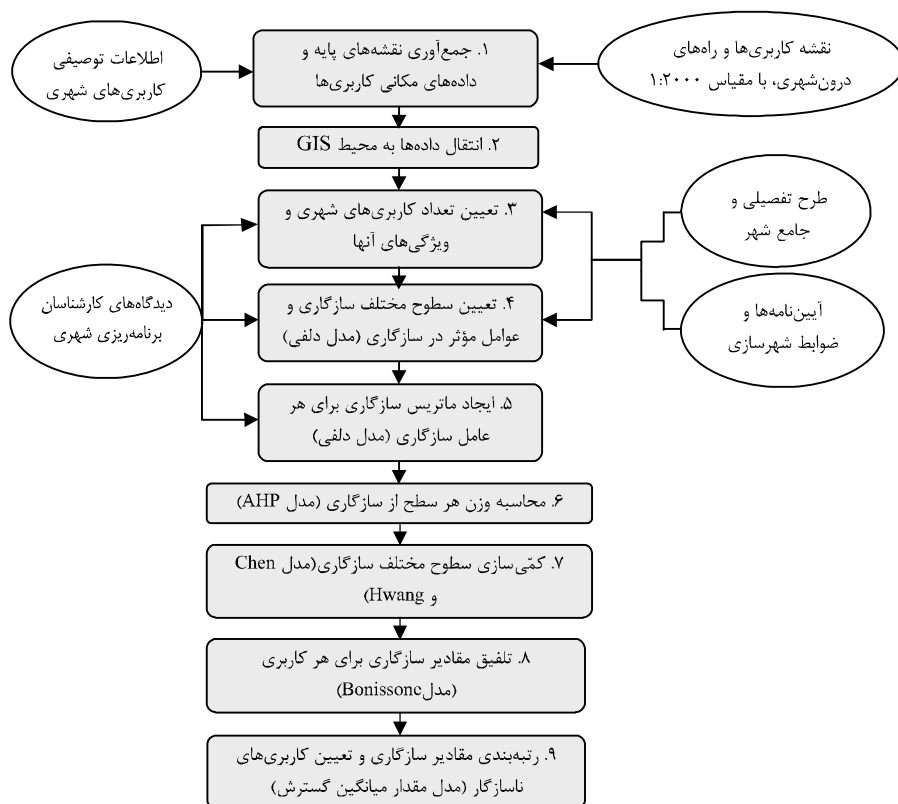 ۱. جمع‌آوری نقشه‌های پایه و
داده‌های مکانی کاربری‌ها
نقشه کاربری‌ها و راه‌های
درون‌شهری، با مقیاس ۱:۲۰۰۰
اطلاعات توصیفی
کاربری‌های شهری
۲. انتقال داده‌ها به محیط GIS
۳. تعیین تعداد کاربری‌های شهری و
ویژگی‌های آنها
طرح تفصیلی و
جامع شهر
دیدگاه‌های کارشناسان
برنامه‌ریزی شهری
۴. تعیین سطوح مختلف سازگاری و
عوامل مؤثر در سازگاری (مدل دلفی)
آیین‌نامه‌ها و
ضوابط شهرسازی
۵. ایجاد ماتریس سازگاری برای هر
عامل سازگاری (مدل دلفی)
۶. محاسبه وزن هر سطح از سازگاری (مدل AHP)
۷. کمّی‌سازی سطوح مختلف سازگاری(مدل Chen
و Hwang)
۸. تلفیق مقادیر سازگاری برای هر کاربری
(مدلBonissone)
۹. رتبه‌بندی مقادیر سازگاری و تعیین کاربری‌های
ناسازگار (مدل مقدار میانگین گسترش)